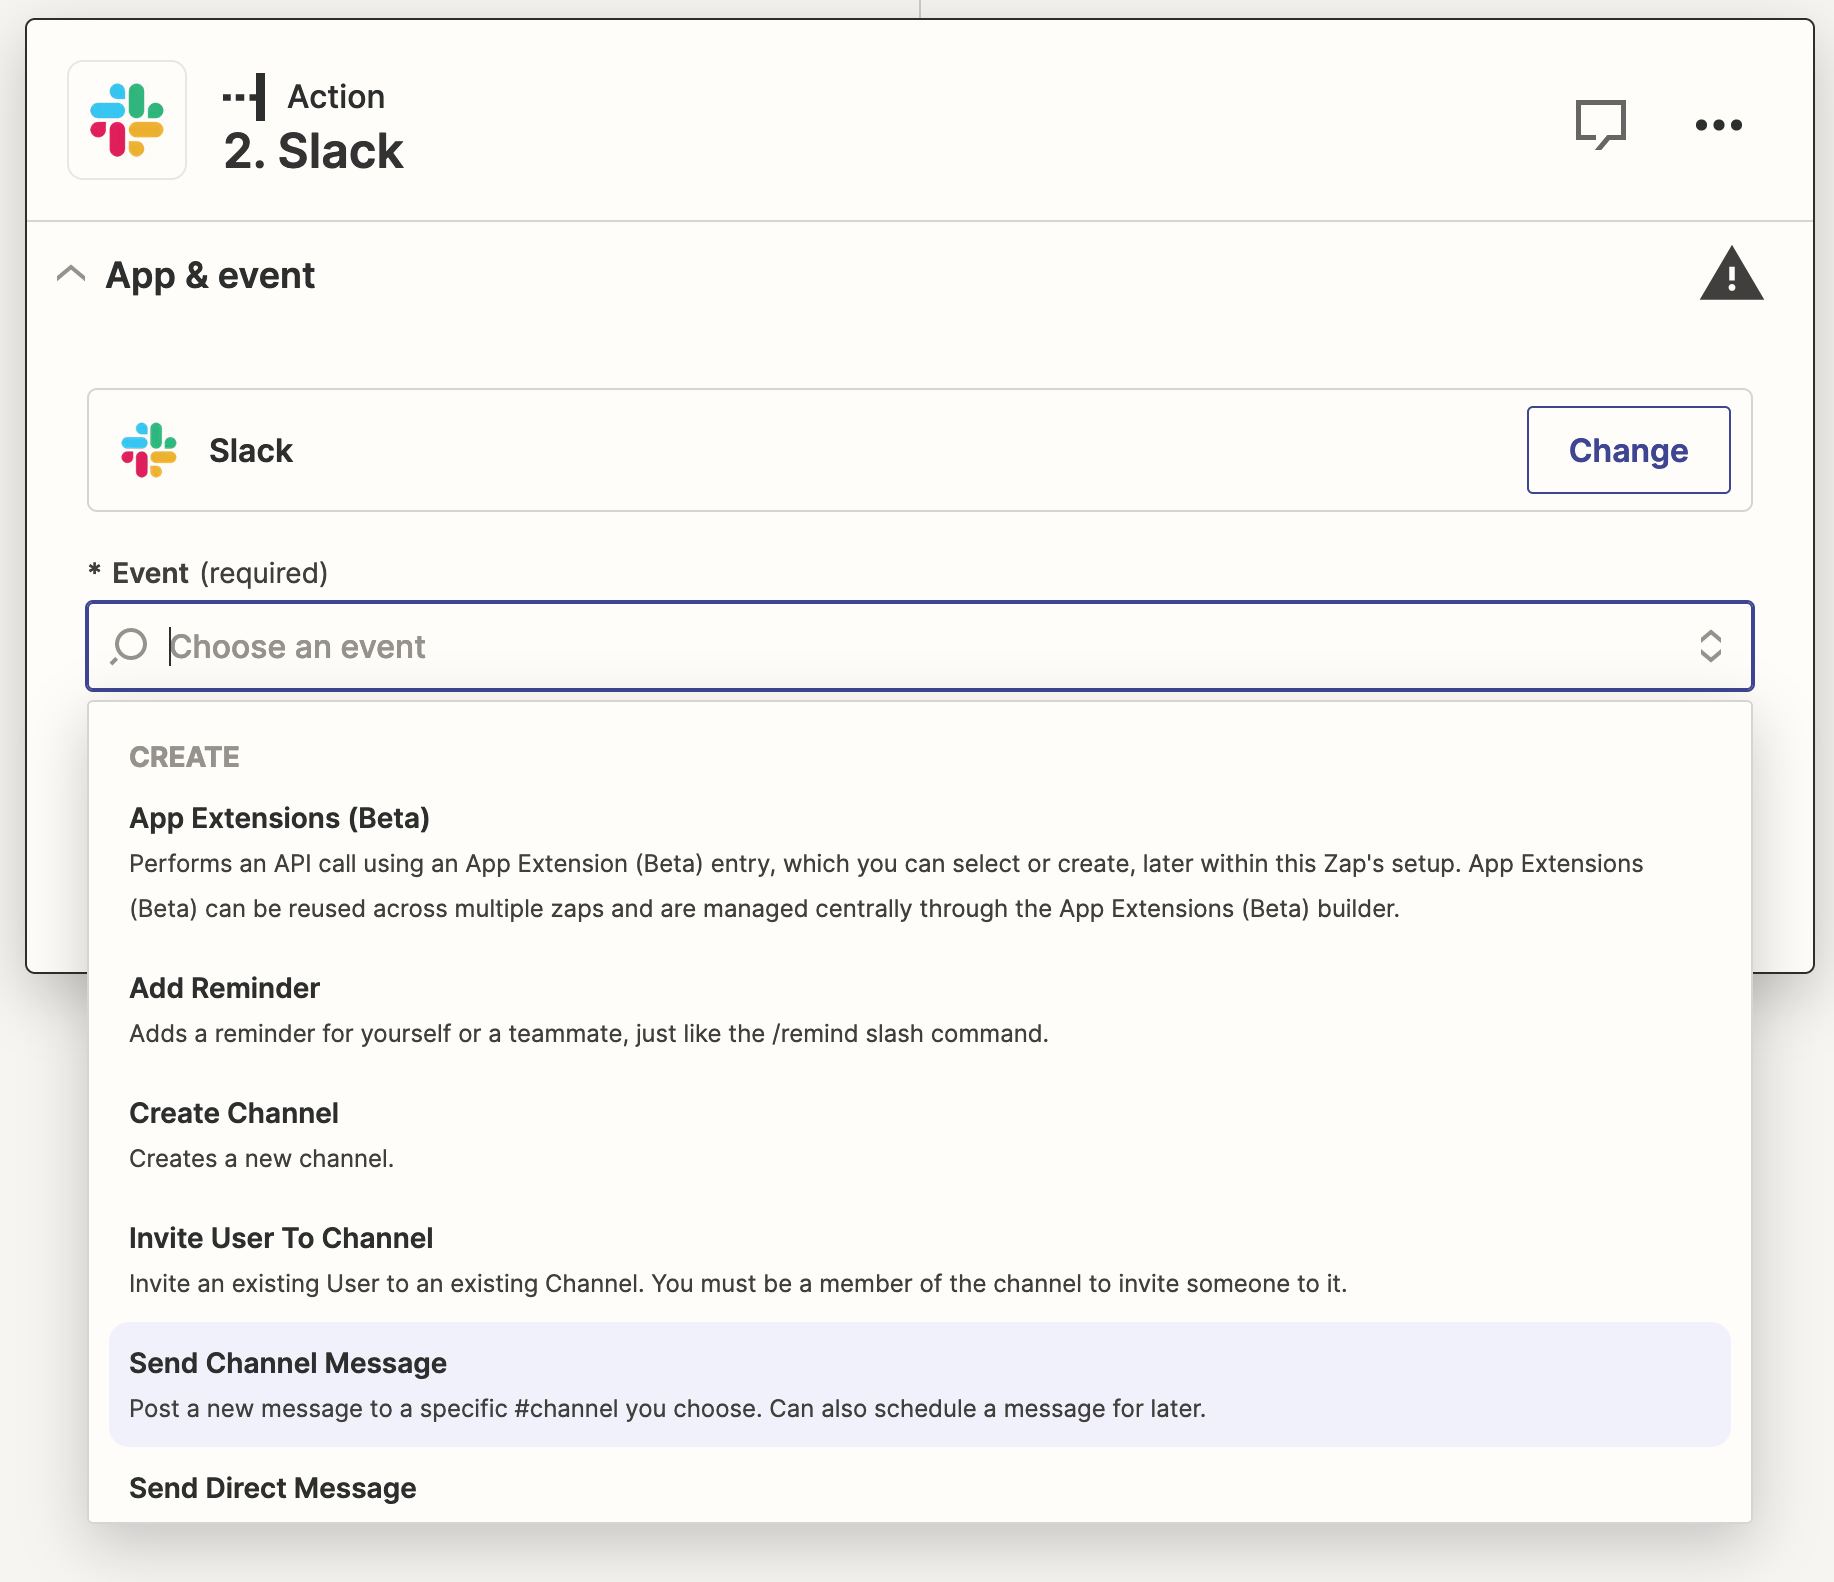 Action
2. Slack
App & event
Slack
Change
* Event (required)
Choose an event
CREATE
App Extensions (Beta)
Performs an API call using an App Extension (Beta) entry, which you can select or create, later within this Zap's setup. App Extensions
(Beta) can be reused across multiple zaps and are managed centrally through the App Extensions (Beta) builder.
Add Reminder
Adds a reminder for yourself or a teammate, just like the /remind slash command.
Create Channel
Creates a new channel.
Invite User To Channel
Invite an existing User to an existing Channel. You must be a member of the channel to invite someone to it.
Send Channel Message
Post a new message to a specific #channel you choose. Can also schedule a message for later.
Send Direct Message